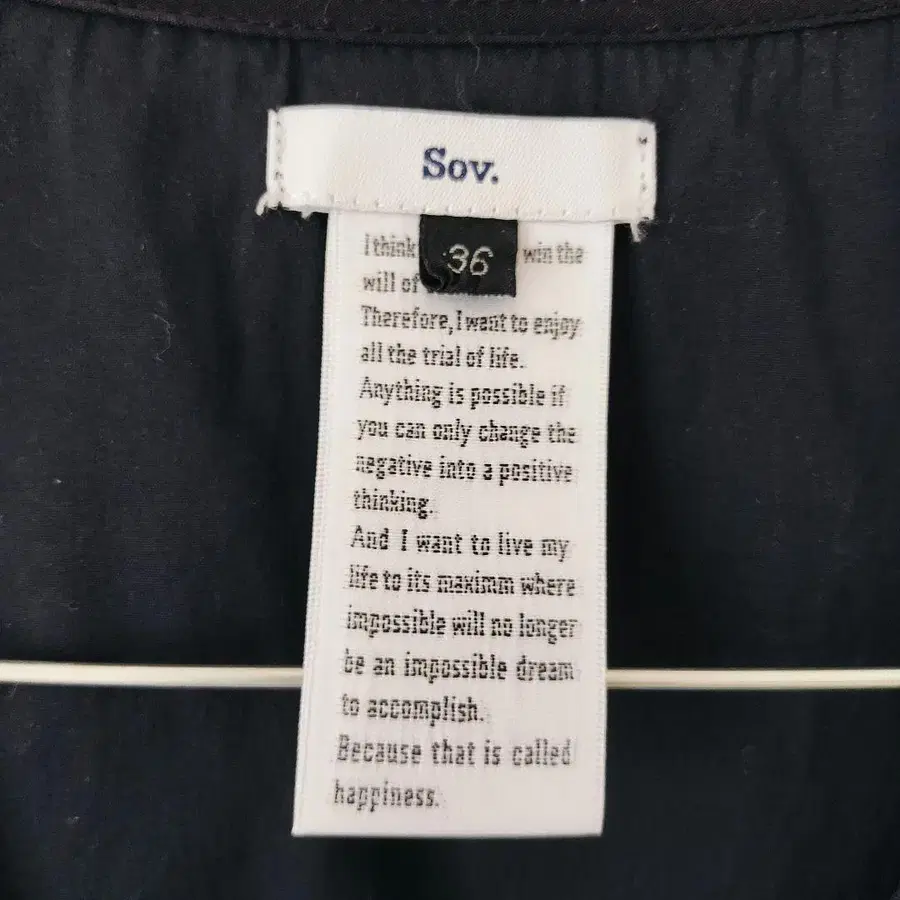 Sov.
36
I think win the
will of
Therefore, I want to enjoy
all the trial of life.
Anything is possible if
you can only change the
negative into a positive
thinking.
And I want to live my
life to its maximm where
impossible will no longer
be an impossible dream
to accomplish.
Because that is called
happiness.